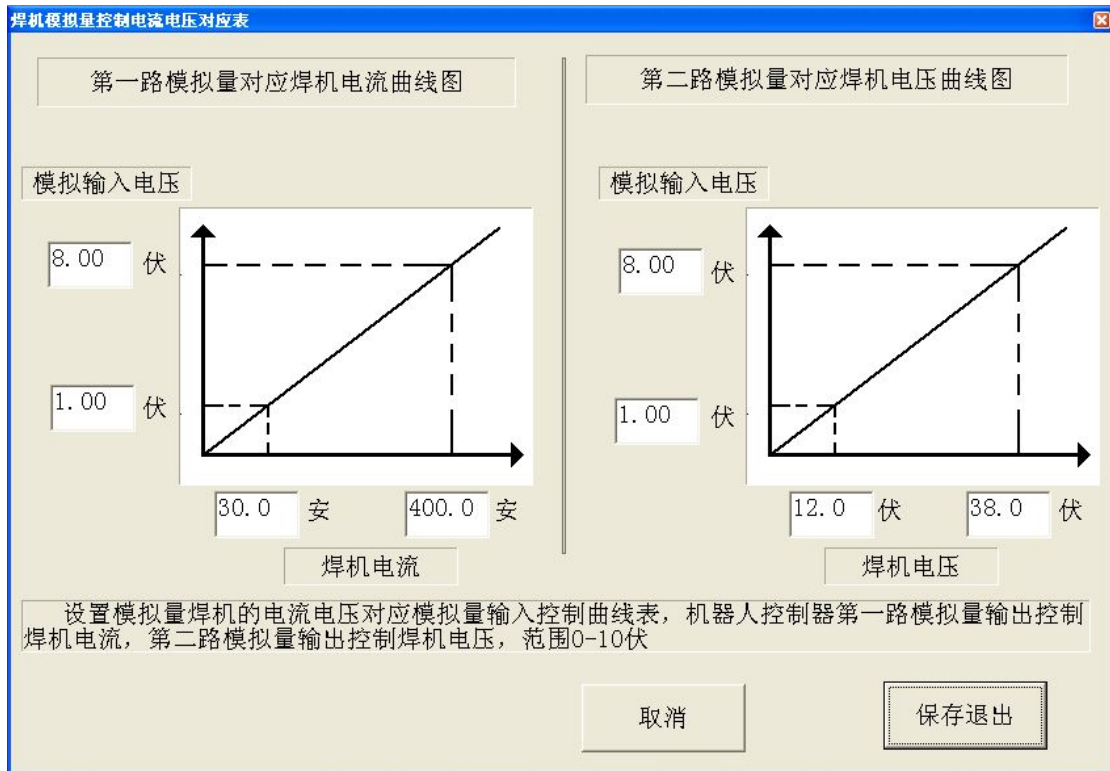 焊机模拟量控制电流电压对应表
第一路模拟量对应焊机电流曲线图
第二路模拟量对应焊机电压曲线图
模拟输入电压
模拟输入电压
8.00 伏
8.00 伏
1.00 伏
1.00 伏
30.0 安 400.0 安
12.0 伏 38.0 伏
焊机电流
焊机电压
设置模拟量焊机的电流电压对应模拟量输入控制曲线表，机器人控制器第一路模拟量输出控制
焊机电流，第二路模拟量输出控制焊机电压，范围0-10伏
取消
保存退出